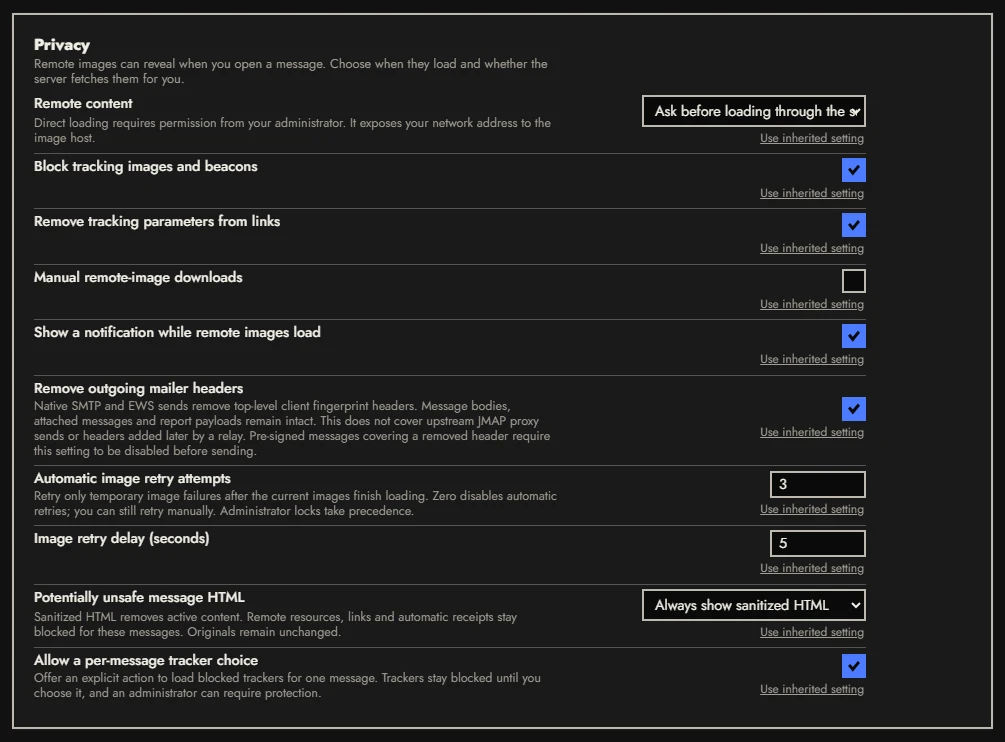 Privacy
Remote images can reveal when you open a message. Choose when they load and whether the
server fetches them for you.
Remote content
Ask before loading through the
Direct loading requires permission from your administrator. It exposes your network address to the
image host.
Use inherited setting
Block tracking images and beacons
Use inherited setting
Remove tracking parameters from links
Use inherited setting
Manual remote-image downloads
Use inherited setting
Show a notification while remote images load
Use inherited setting
Remove outgoing mailer headers
Native SMTP and EWS sends remove top-level client fingerprint headers. Message bodies,
attached messages and report payloads remain intact. This does not cover upstream JMAP proxy
sends or headers added later by a relay. Pre-signed messages covering a removed header require
this setting to be disabled before sending.
Use inherited setting
Automatic image retry attempts
3
Retry only temporary image failures after the current images finish loading. Zero disables automatic
retries; you can still retry manually. Administrator locks take precedence.
Use inherited setting
Image retry delay (seconds)
5
Use inherited setting
Potentially unsafe message HTML
Always show sanitized HTML
Sanitized HTML removes active content. Remote resources, links and automatic receipts stay
blocked for these messages. Originals remain unchanged.
Use inherited setting
Allow a per-message tracker choice
Offer an explicit action to load blocked trackers for one message. Trackers stay blocked until you
choose it, and an administrator can require protection.
Use inherited setting